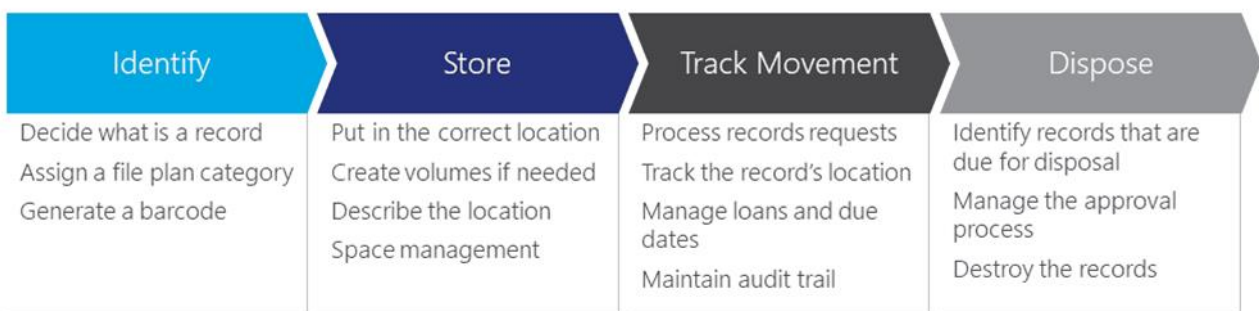 Identify
Decide what is a record
Assign a file plan category
Generate a barcode
Store
Put in the correct location
Create volumes if needed
Describe the location
Space management
Track Movement
Process records requests
Track the record's location
Manage loans and due
dates
Maintain audit trail
Dispose
Identify records that are
due for disposal
Manage the approval
process
Destroy the records